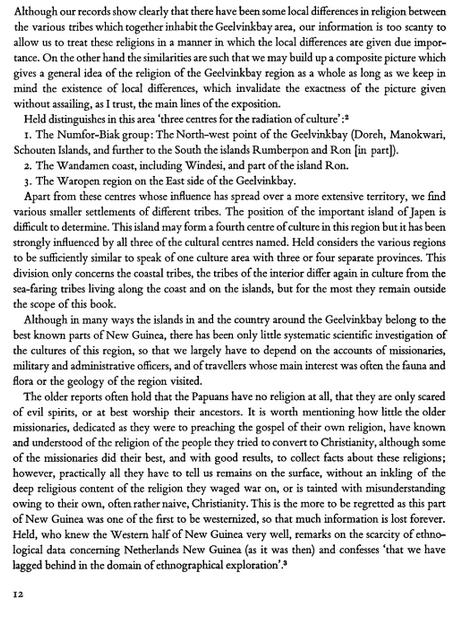 Although our records show clearly that there have been some local differences in religion between
the various tribes which together inhabit the Geelvinkbay area, our information is too scanty to
allow us to treat these religions in a manner in which the local differences are given due impor-
tance. On the other hand the similarities are such that we may build up a composite picture which
gives a general idea of the religion of the Geelvinkbay region as a whole as long as we keep in
mind the existence of local differences, which invalidate the exactness of the picture given
without assailing, as I trust, the main lines of the exposition.
Held distinguishes in this area ‘three centres for the radiation of culture’:²
1. The Numfor-Biak group: The North-west point of the Geelvinkbay (Doreh, Manokwari,
Schouten Islands, and further to the South the islands Rumberpon and Ron [in part]).
2. The Wandamen coast, including Windesi, and part of the island Ron.
3. The Waropen region on the East side of the Geelvinkbay.
Apart from these centres whose influence has spread over a more extensive territory, we find
various smaller settlements of different tribes. The position of the important island of Japen is
difficult to determine. This island may form a fourth centre of culture in this region but it has been
strongly influenced by all three of the cultural centres named. Held considers the various regions
to be sufficiently similar to speak of one culture area with three or four separate provinces. This
division only concerns the coastal tribes, the tribes of the interior differ again in culture from the
sea-faring tribes living along the coast and on the islands, but for the most they remain outside
the scope of this book.
Although in many ways the islands in and the country around the Geelvinkbay belong to the
best known parts of New Guinea, there has been only little systematic scientific investigation of
the cultures of this region, so that we largely have to depend on the accounts of missionaries,
military and administrative officers, and of travellers whose main interest was often the fauna and
flora or the geology of the region visited.
The older reports often hold that the Papuans have no religion at all, that they are only scared
of evil spirits, or at best worship their ancestors. It is worth mentioning how little the older
missionaries, dedicated as they were to preaching the gospel of their own religion, have known
and understood of the religion of the people they tried to convert to Christianity, although some
of the missionaries did their best, and with good results, to collect facts about these religions;
however, practically all they have to tell us remains on the surface, without an inkling of the
deep religious content of the religion they waged war on, or is tainted with misunderstanding
owing to their own, often rather naive, Christianity. This is the more to be regretted as this part
of New Guinea was one of the first to be westernized, so that much information is lost forever.
Held, who knew the Western half of New Guinea very well, remarks on the scarcity of ethno-
logical data concerning Netherlands New Guinea (as it was then) and confesses ‘that we have
lagged behind in the domain of ethnographical exploration’.³
12